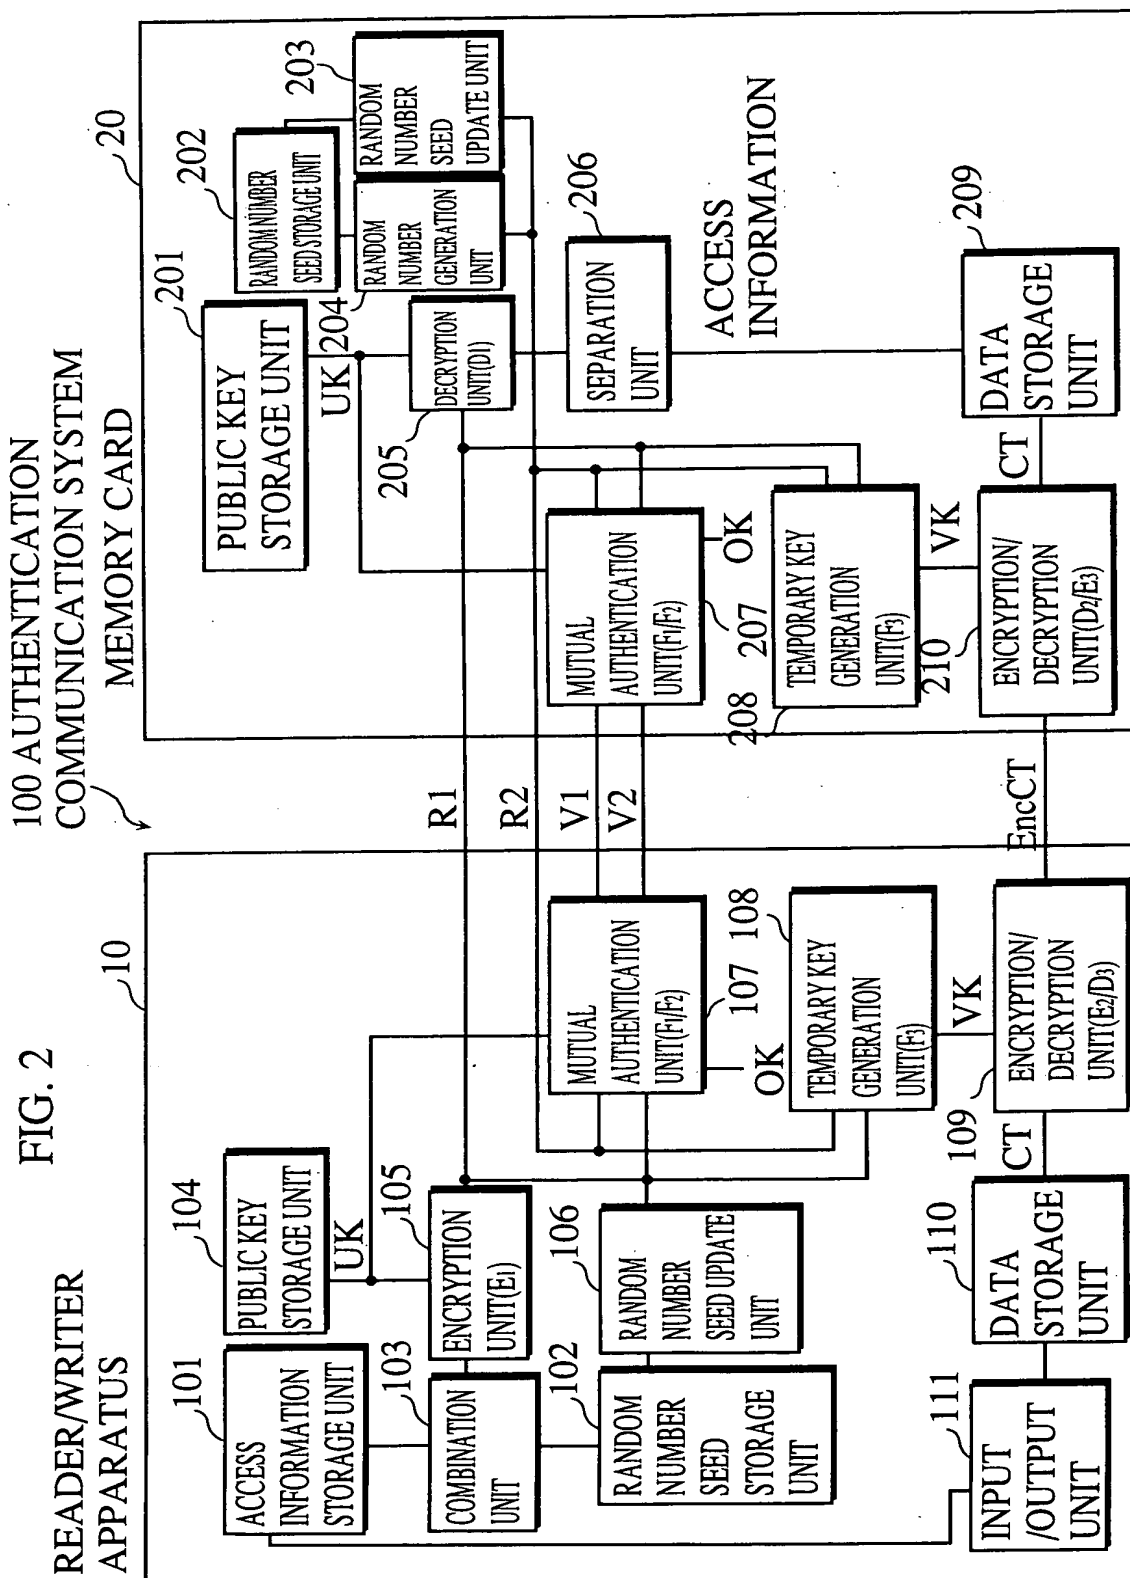 FIG. 2
100 AUTHENTICATION
COMMUNICATION SYSTEM
READER/WRITER
APPARATUS
10
101
ACCESS
INFORMATION
STORAGE UNIT
104
PUBLIC KEY
STORAGE UNIT
UK
103
COMBINATION
UNIT
105
ENCRYPTION
UNIT(E1)
102
RANDOM
NUMBER
SEED
STORAGE
UNIT
106
RANDOM
NUMBER
SEED UPDATE
UNIT
MUTUAL
AUTHENTICATION
UNIT(F1/F2)
107
OK
108
TEMPORARY KEY
GENERATION
UNIT(F3)
VK
111
INPUT
/OUTPUT
UNIT
110
DATA
STORAGE
UNIT
CT
109
ENCRYPTION/
DECRYPTION
UNIT(E2/D3)
R1
R2
V1
V2
EncCT
MEMORY CARD
20
201
PUBLIC KEY
STORAGE UNIT
UK
202
RANDOM NUMBER
SEED STORAGE UNIT
203
RANDOM
NUMBER
SEED
UPDATE UNIT
204
RANDOM
NUMBER
GENERATION
UNIT
205
DECRYPTION
UNIT(D1)
206
SEPARATION
UNIT
ACCESS
INFORMATION
MUTUAL
AUTHENTICATION
UNIT(F1/F2)
207
OK
208
TEMPORARY KEY
GENERATION
UNIT(F3)
VK
210
ENCRYPTION/
DECRYPTION
UNIT(D2/E3)
CT
209
DATA
STORAGE
UNIT